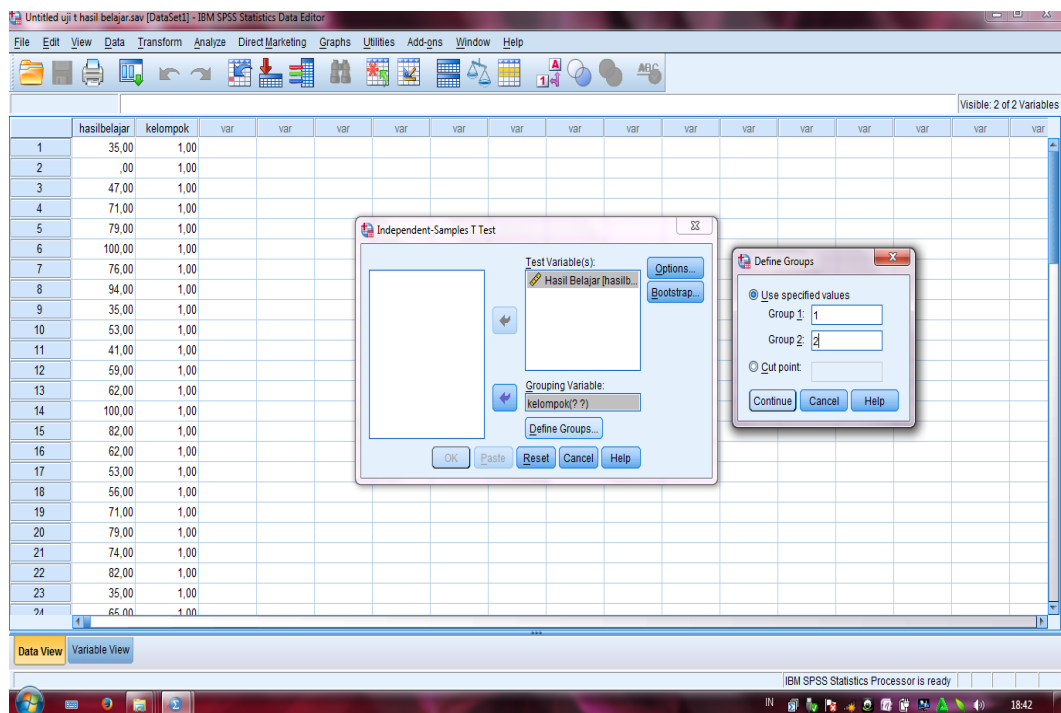 Untitled uji t hasil belajar.sav [DataSet1] - IBM SPSS Statistics Data Editor
File Edit View Data Transform Analyze Direct Marketing Graphs Utilities Add-ons Window Help
Visible: 2 of 2 Variables
hasilbelajar kelompok var var var var var var var var var var var var var var var
1 35,00 1,00
2 ,00 1,00
3 47,00 1,00
4 71,00 1,00
5 79,00 1,00
6 100,00 1,00
7 76,00 1,00
8 94,00 1,00
9 35,00 1,00
10 53,00 1,00
11 41,00 1,00
12 59,00 1,00
13 62,00 1,00
14 100,00 1,00
15 82,00 1,00
16 62,00 1,00
17 53,00 1,00
18 56,00 1,00
19 71,00 1,00
20 79,00 1,00
21 74,00 1,00
22 82,00 1,00
23 35,00 1,00
24 65,00 1,00
Independent-Samples T Test
Test Variable(s):
Hasil Belajar [hasilb...
Options...
Bootstrap...
Grouping Variable:
kelompok(? ?)
Define Groups...
OK Paste Reset Cancel Help
Define Groups
Use specified values
Group 1: 1
Group 2: 2
Cut point:
Continue Cancel Help
Data View Variable View
IBM SPSS Statistics Processor is ready
IN 18:42